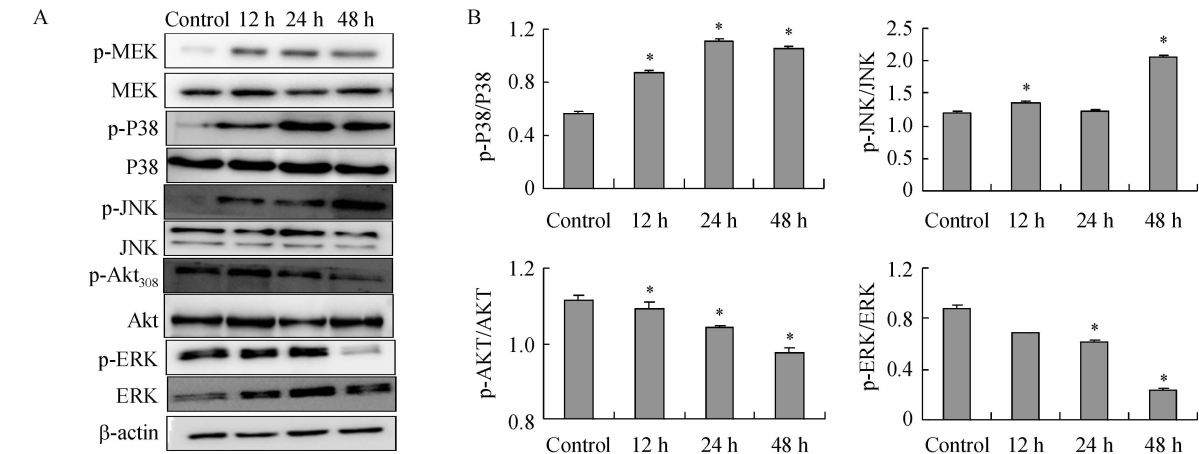 A
Control 12 h 24 h 48 h
p-MEK
MEK
p-P38
P38
p-JNK
JNK
p-Akt308
Akt
p-ERK
ERK
β-actin
B
p-P38/P38
1.2
0.8
0.4
0
* * *
Control 12 h 24 h 48 h
p-JNK/JNK
2.5
2.0
1.5
1.0
0.5
0
* *
Control 12 h 24 h 48 h
p-AKT/AKT
1.2
1.0
0.8
* * *
Control 12 h 24 h 48 h
p-ERK/ERK
1.2
0.8
0.4
0
* *
Control 12 h 24 h 48 h